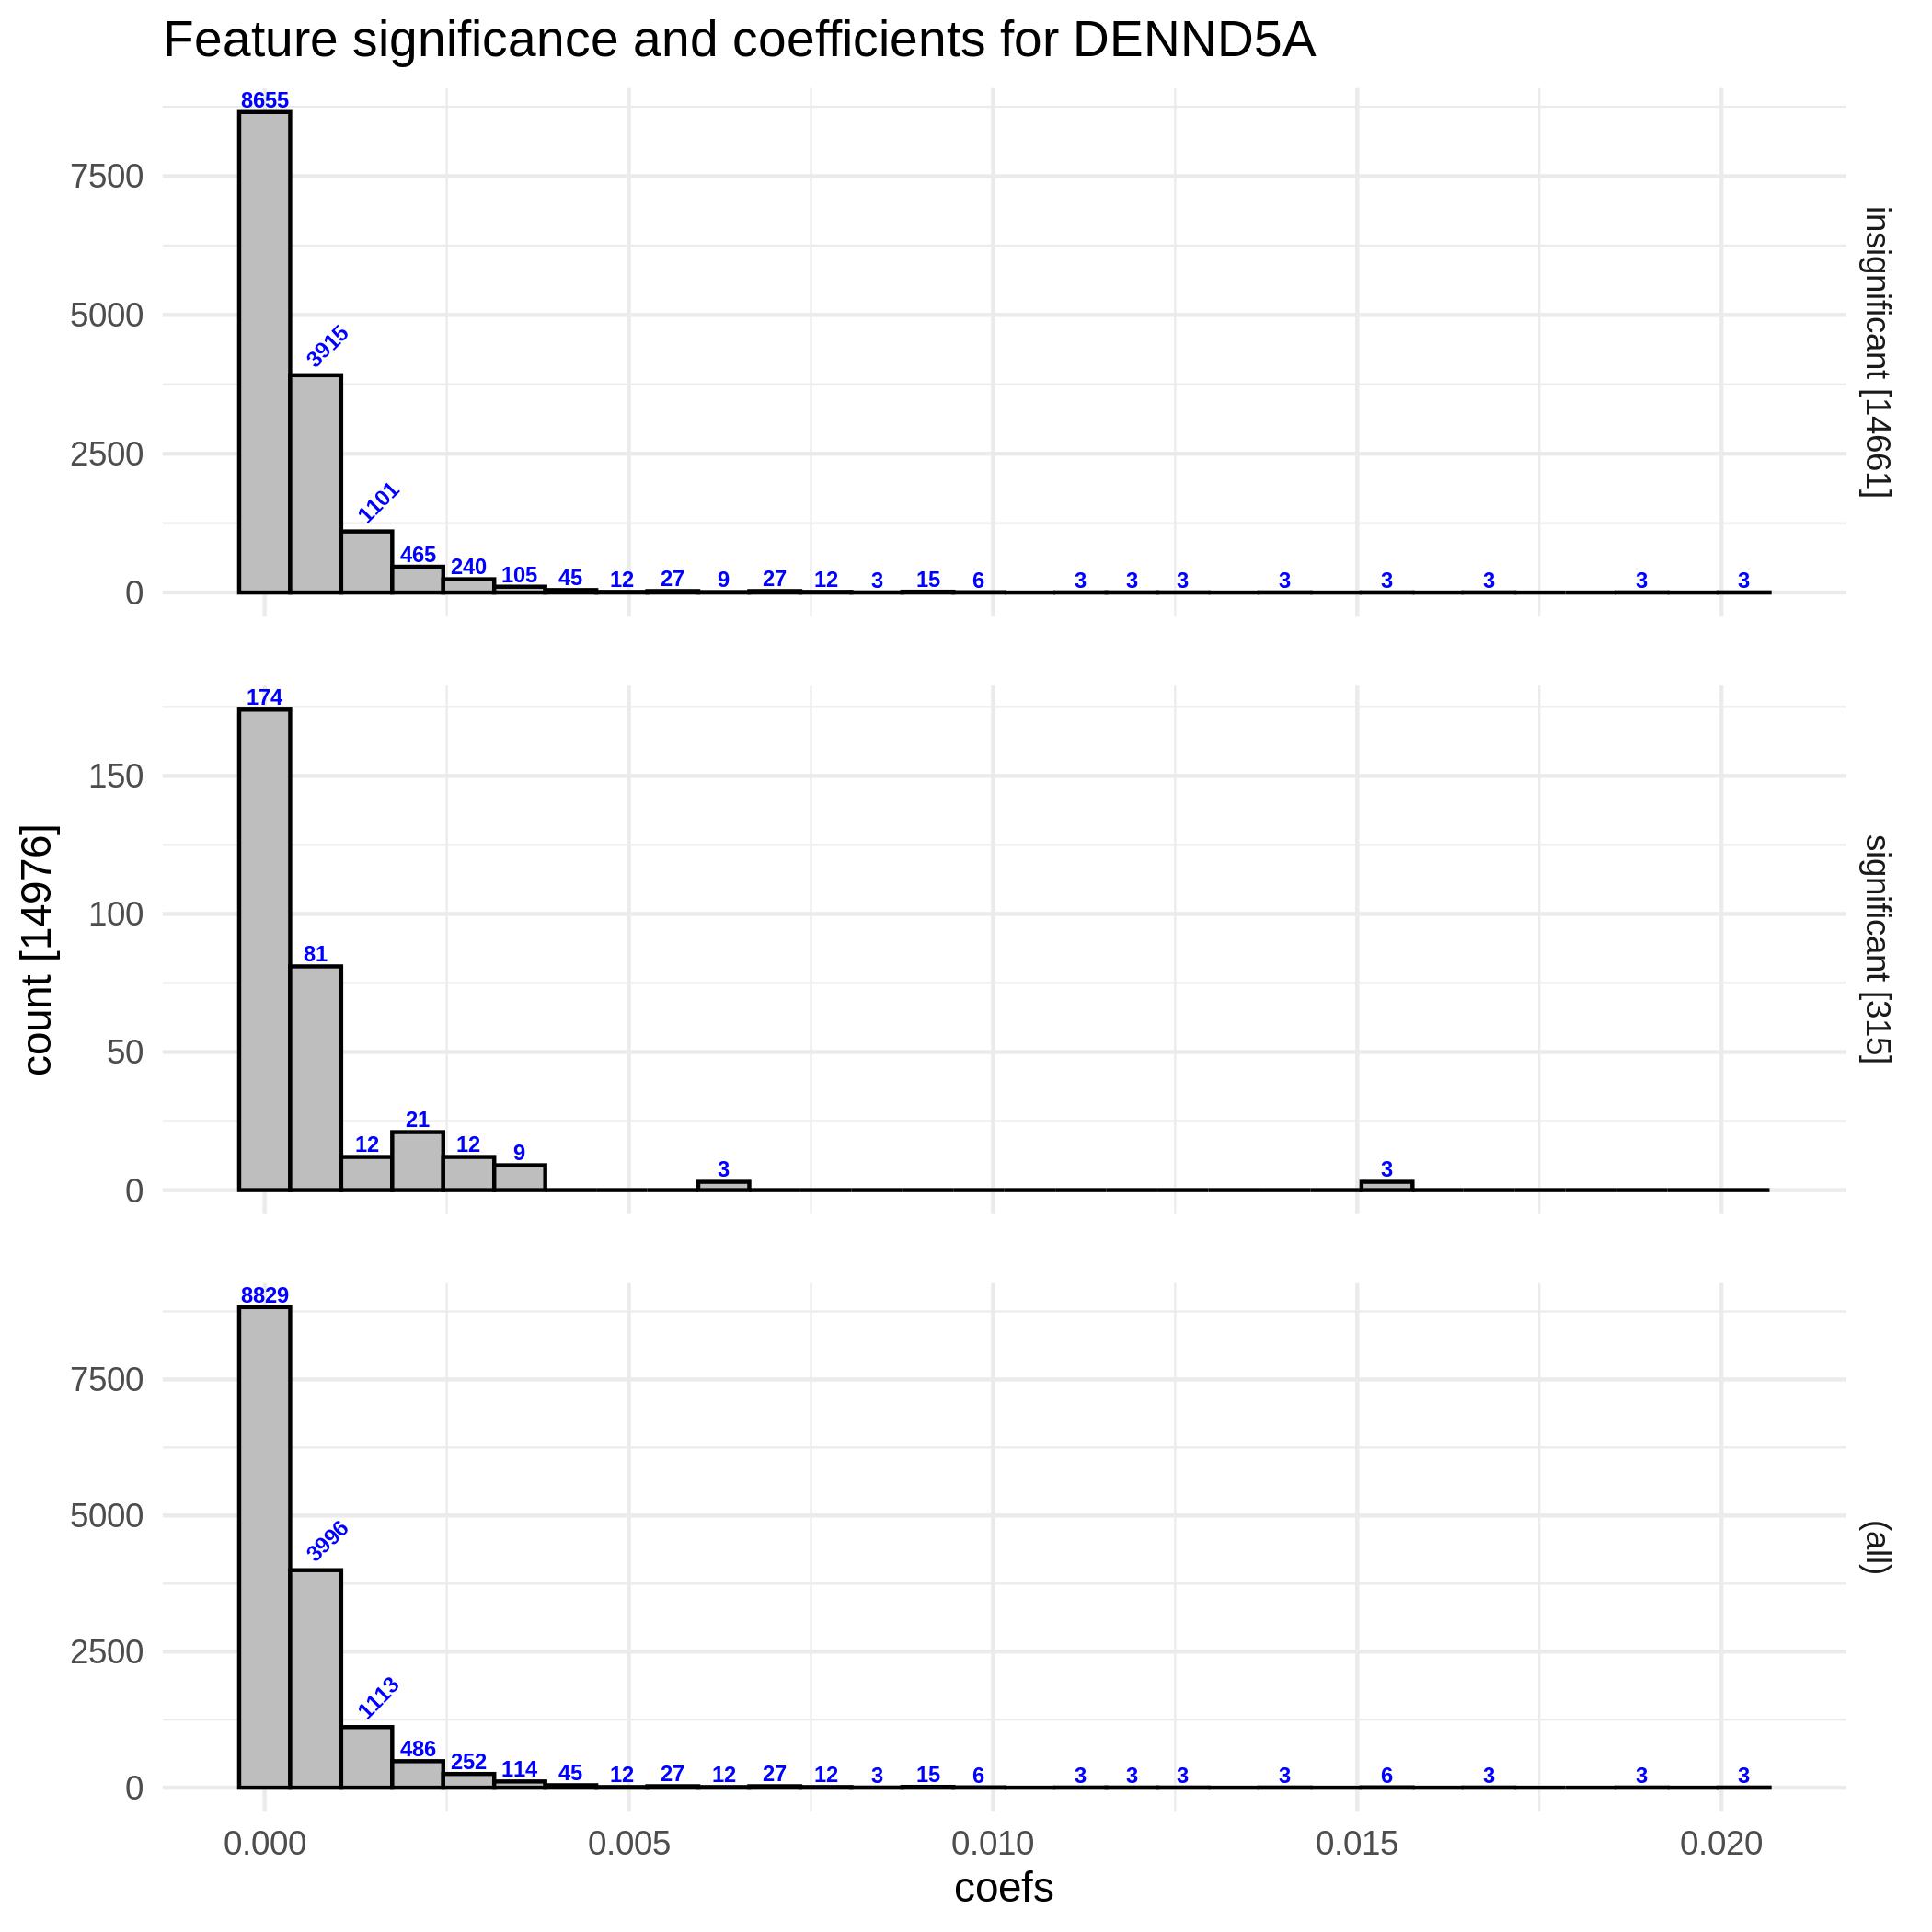 Feature significance and coefficients for DENND5A
8655
7500
5000
3915
2500
1101
465 240 105 45 12 27 9 27 12 3 15 6 3 3 3 3 3 3 3 3
0
insignificant [14661]
174
150
100
81
50
12 21 12 9 3 3
0
significant [315]
count [14976]
8829
7500
5000
3996
2500
1113
486 252 114 45 12 27 12 27 12 3 15 6 3 3 3 3 6 3 3 3
0
(all)
0.000 0.005 0.010 0.015 0.020
coefs